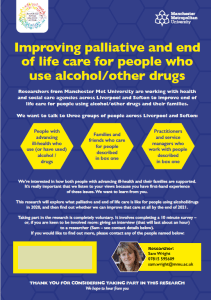 Manchester
Metropolitan
University
Improving palliative and end
of life care for people who
use alcohol/other drugs
Researchers from Manchester Met University are working with health
and social care agencies across Liverpool and Sefton to improve end of
life care for people using alcohol/other drugs and their families.
We want to talk to three groups of people across Liverpool and Sefton:
People with
advancing
ill-health who
use (or have used)
alcohol /
drugs
Families and
friends who care
for people
described
in box one
Practitioners
and service
managers who
work with people
described
in box one
We're interested in how both people with advancing ill-health and their families are supported.
It's really important that we listen to your views because you have first-hand experience
of these issues. We want to learn from you.
This research will explore what palliative and end of life care is like for people using alcohol/drugs
in 2020, and then find out whether we can improve that care at all by the end of 2021.
Taking part in the research is completely voluntary. It involves completing a 10 minute survey –
or, if you are keen to be involved more: giving an interview (that will last about an hour)
to a researcher (Sam – see contact details below).
If you would like to find out more, please contact any of the people named below:
Researcher:
Sam Wright
sam.wright@mmu.ac.uk
THANK YOU FOR CONSIDERING TAKING PART IN THIS RESEARCH
We hope to hear from you